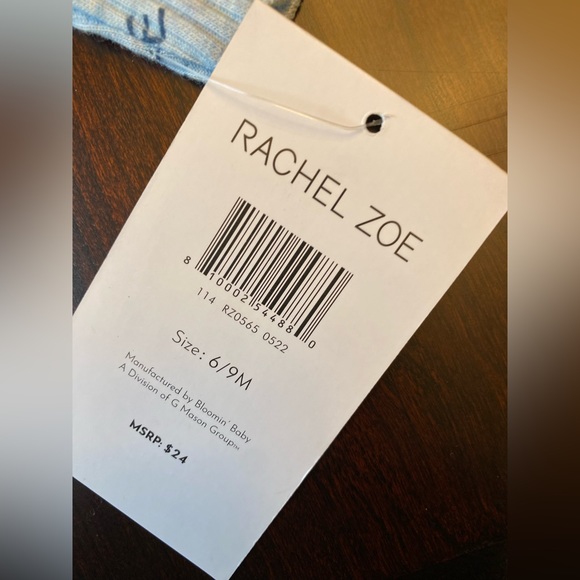 RACHEL ZOE
8 10002 54488 0
114 RZ0565 0522
Size: 6/9M
Manufactured by Bloomin' Baby
A Division of G Mason Group™
MSRP: $24